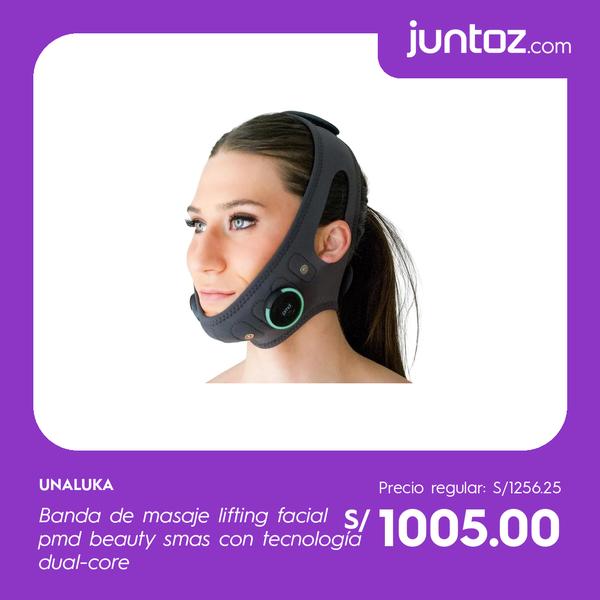 juntoz.com
pmd
UNALUKA
Banda de masaje lifting facial
pmd beauty smas con tecnología
dual-core
Precio regular: S/1256.25
S/ 1005.00